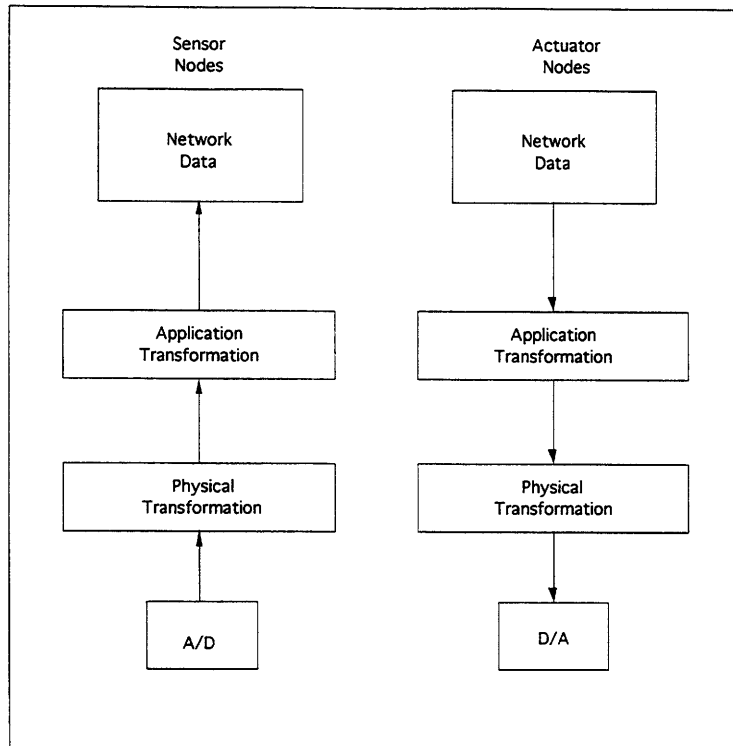 Sensor
Nodes
Network
Data
Application
Transformation
Physical
Transformation
A/D
Actuator
Nodes
Network
Data
Application
Transformation
Physical
Transformation
D/A